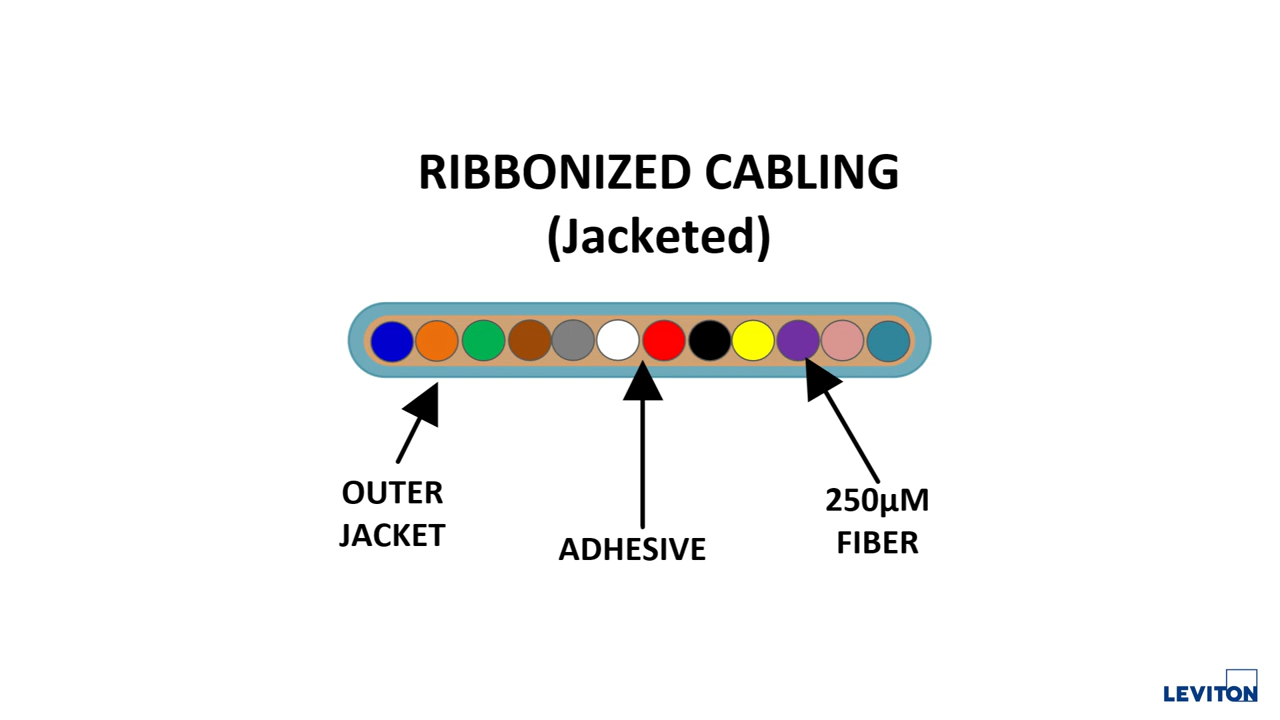 RIBBONIZED CABLING
(Jacketed)
OUTER
JACKET
ADHESIVE
250µM
FIBER
LEVITON